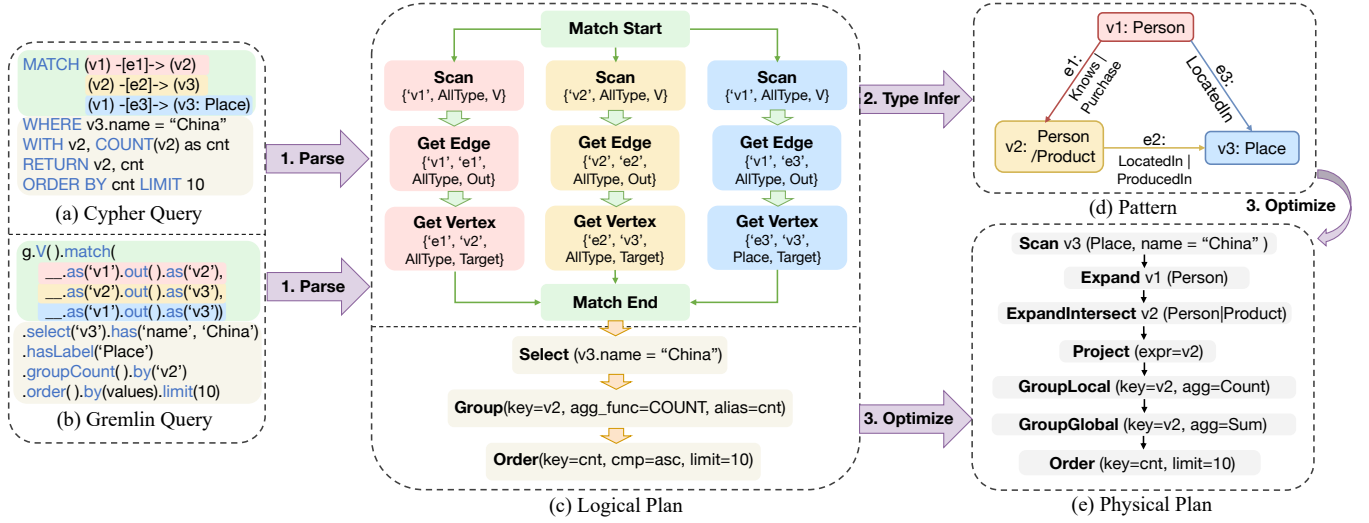 MATCH (v1) -[e1]-> (v2)
(v2) -[e2]-> (v3)
(v1) -[e3]-> (v3: Place)
WHERE v3.name = “China”
WITH v2, COUNT(v2) as cnt
RETURN v2, cnt
ORDER BY cnt LIMIT 10
(a) Cypher Query
g.V().match(
__.as(‘v1’).out().as(‘v2’),
__.as(‘v2’).out().as(‘v3’),
__.as(‘v1’).out().as(‘v3’))
.select(‘v3’).has(‘name’, ‘China’)
.hasLabel(‘Place’)
.groupCount().by(‘v2’)
.order().by(values).limit(10)
(b) Gremlin Query
1. Parse
1. Parse
Match Start
Scan
{‘v1’, AllType, V}
Get Edge
{‘v1’, ‘e1’,
AllType, Out}
Get Vertex
{‘e1’, ‘v2’,
AllType, Target}
Scan
{‘v2’, AllType, V}
Get Edge
{‘v2’, ‘e2’,
AllType, Out}
Get Vertex
{‘e2’, ‘v3’,
AllType, Target}
Scan
{‘v1’, AllType, V}
Get Edge
{‘v1’, ‘e3’,
AllType, Out}
Get Vertex
{‘e3’, ‘v3’,
Place, Target}
Match End
Select (v3.name = “China”)
Group(key=v2, agg_func=COUNT, alias=cnt)
Order(key=cnt, cmp=asc, limit=10)
(c) Logical Plan
2. Type Infer
3. Optimize
v1: Person
e1:
Knows |
Purchase
e3:
LocatedIn
v2: Person
/Product
e2:
LocatedIn |
ProducedIn
v3: Place
(d) Pattern
3. Optimize
Scan v3 (Place, name = “China” )
Expand v1 (Person)
ExpandIntersect v2 (Person|Product)
Project (expr=v2)
GroupLocal (key=v2, agg=Count)
GroupGlobal (key=v2, agg=Sum)
Order (key=cnt, limit=10)
(e) Physical Plan